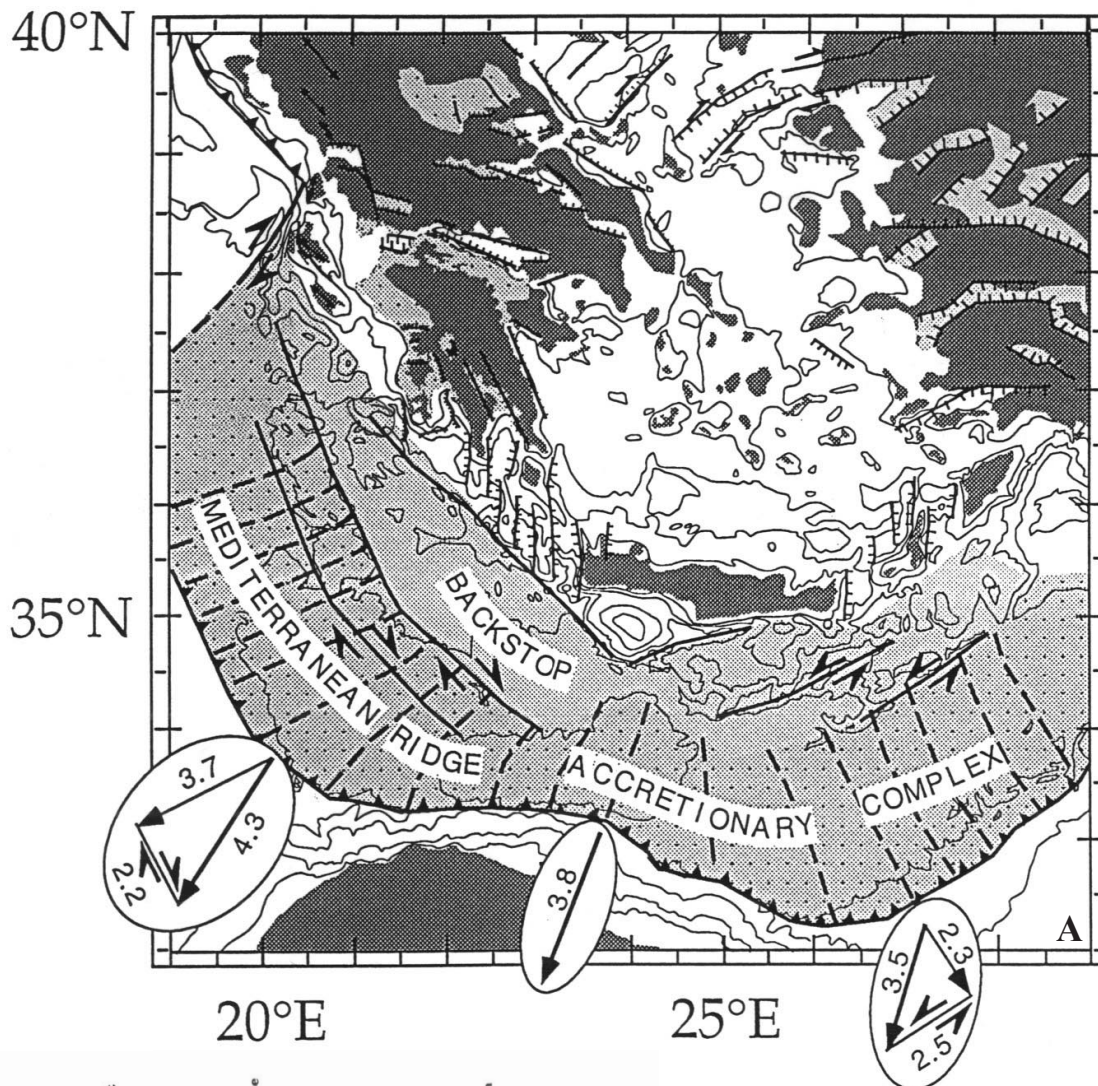 40°N
35°N
MEDITERRANEAN RIDGE
BACKSTOP
ACCRETIONARY
COMPLEX
3.7
4.3
2.2
3.8
3.5
2.3
2.5
A
20°E
25°E